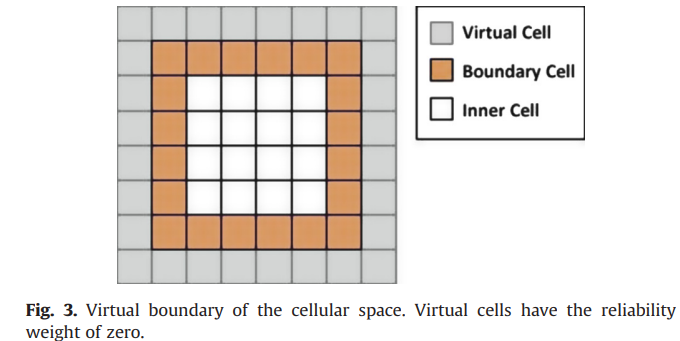 Virtual Cell
Boundary Cell
Inner Cell
Fig. 3. Virtual boundary of the cellular space. Virtual cells have the reliability
weight of zero.